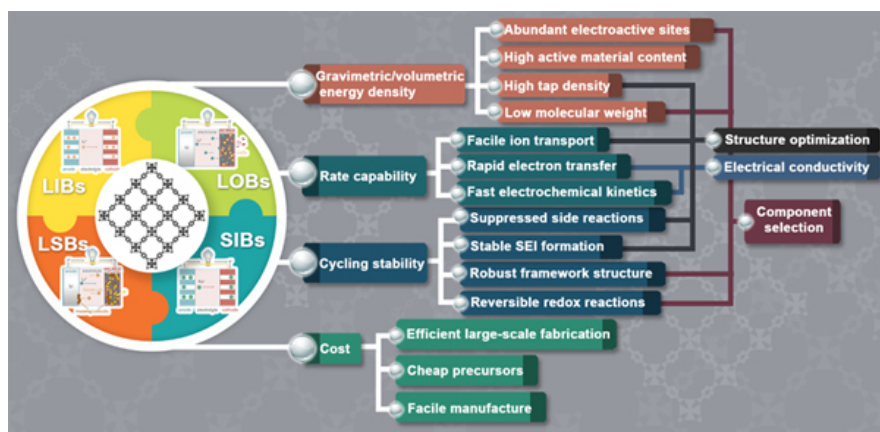 LIBs
LOBs
LSBs
SIBs
Gravimetric/volumetric
energy density
Abundant electroactive sites
High active material content
High tap density
Low molecular weight
Rate capability
Facile ion transport
Rapid electron transfer
Fast electrochemical kinetics
Cycling stability
Suppressed side reactions
Stable SEI formation
Robust framework structure
Reversible redox reactions
Cost
Efficient large-scale fabrication
Cheap precursors
Facile manufacture
Structure optimization
Electrical conductivity
Component
selection